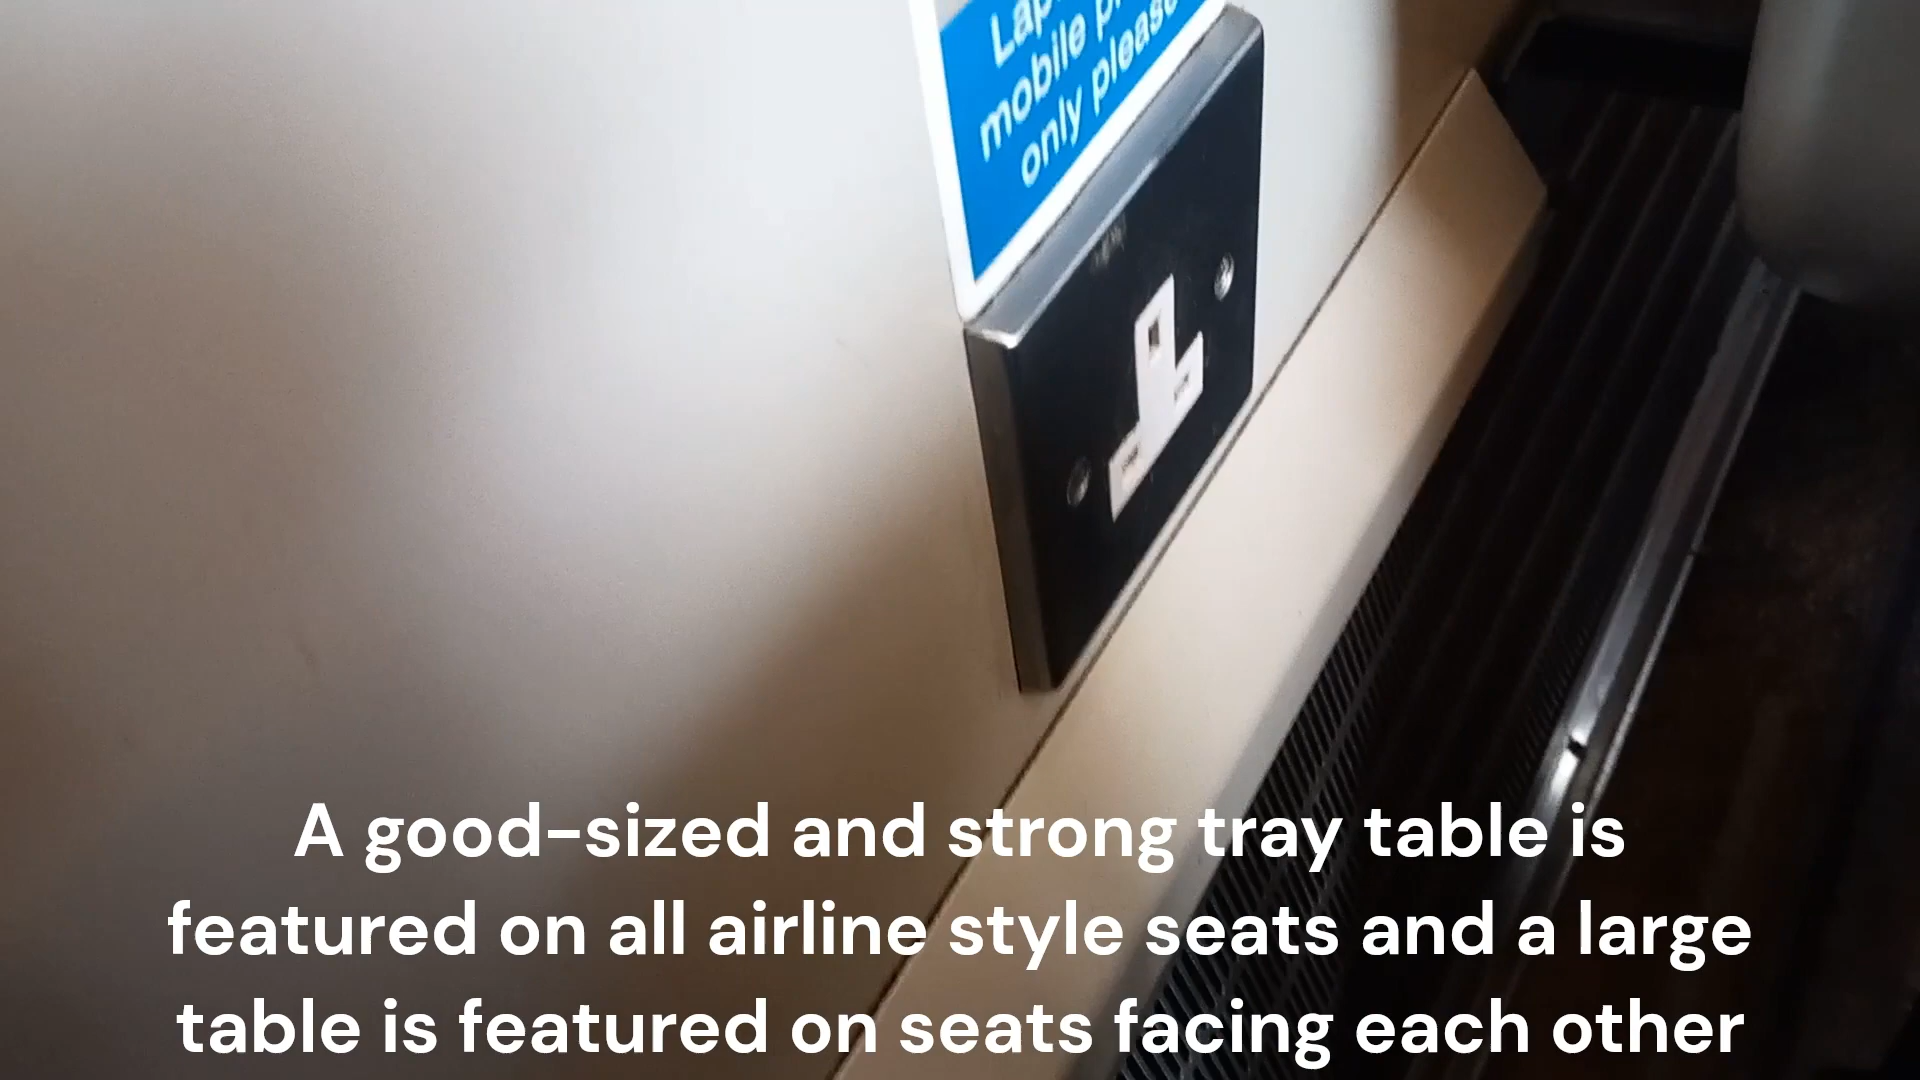 mobile
only please
A good-sized and strong tray table is
featured on all airline style seats and a large
table is featured on seats facing each other